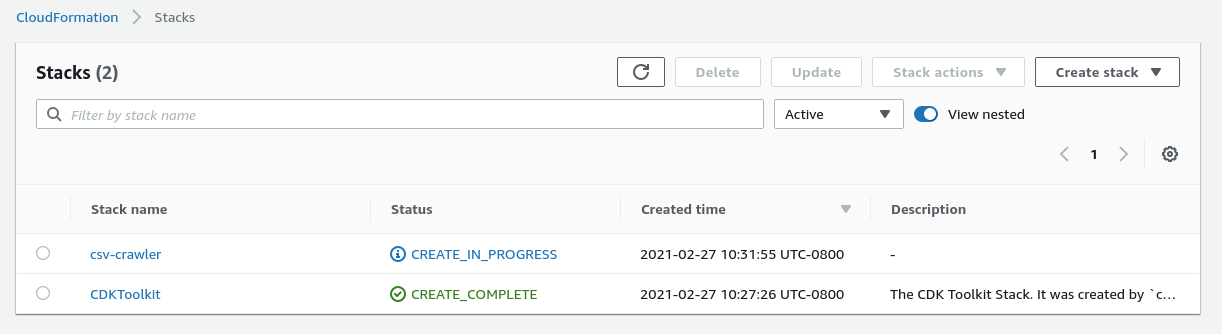 CloudFormation > Stacks
Stacks (2) Delete Update Stack actions Create stack
Filter by stack name Active View nested
1
Stack name Status Created time Description
csv-crawler CREATE_IN_PROGRESS 2021-02-27 10:31:55 UTC-0800 -
CDKToolkit CREATE_COMPLETE 2021-02-27 10:27:26 UTC-0800 The CDK Toolkit Stack. It was created by `c...